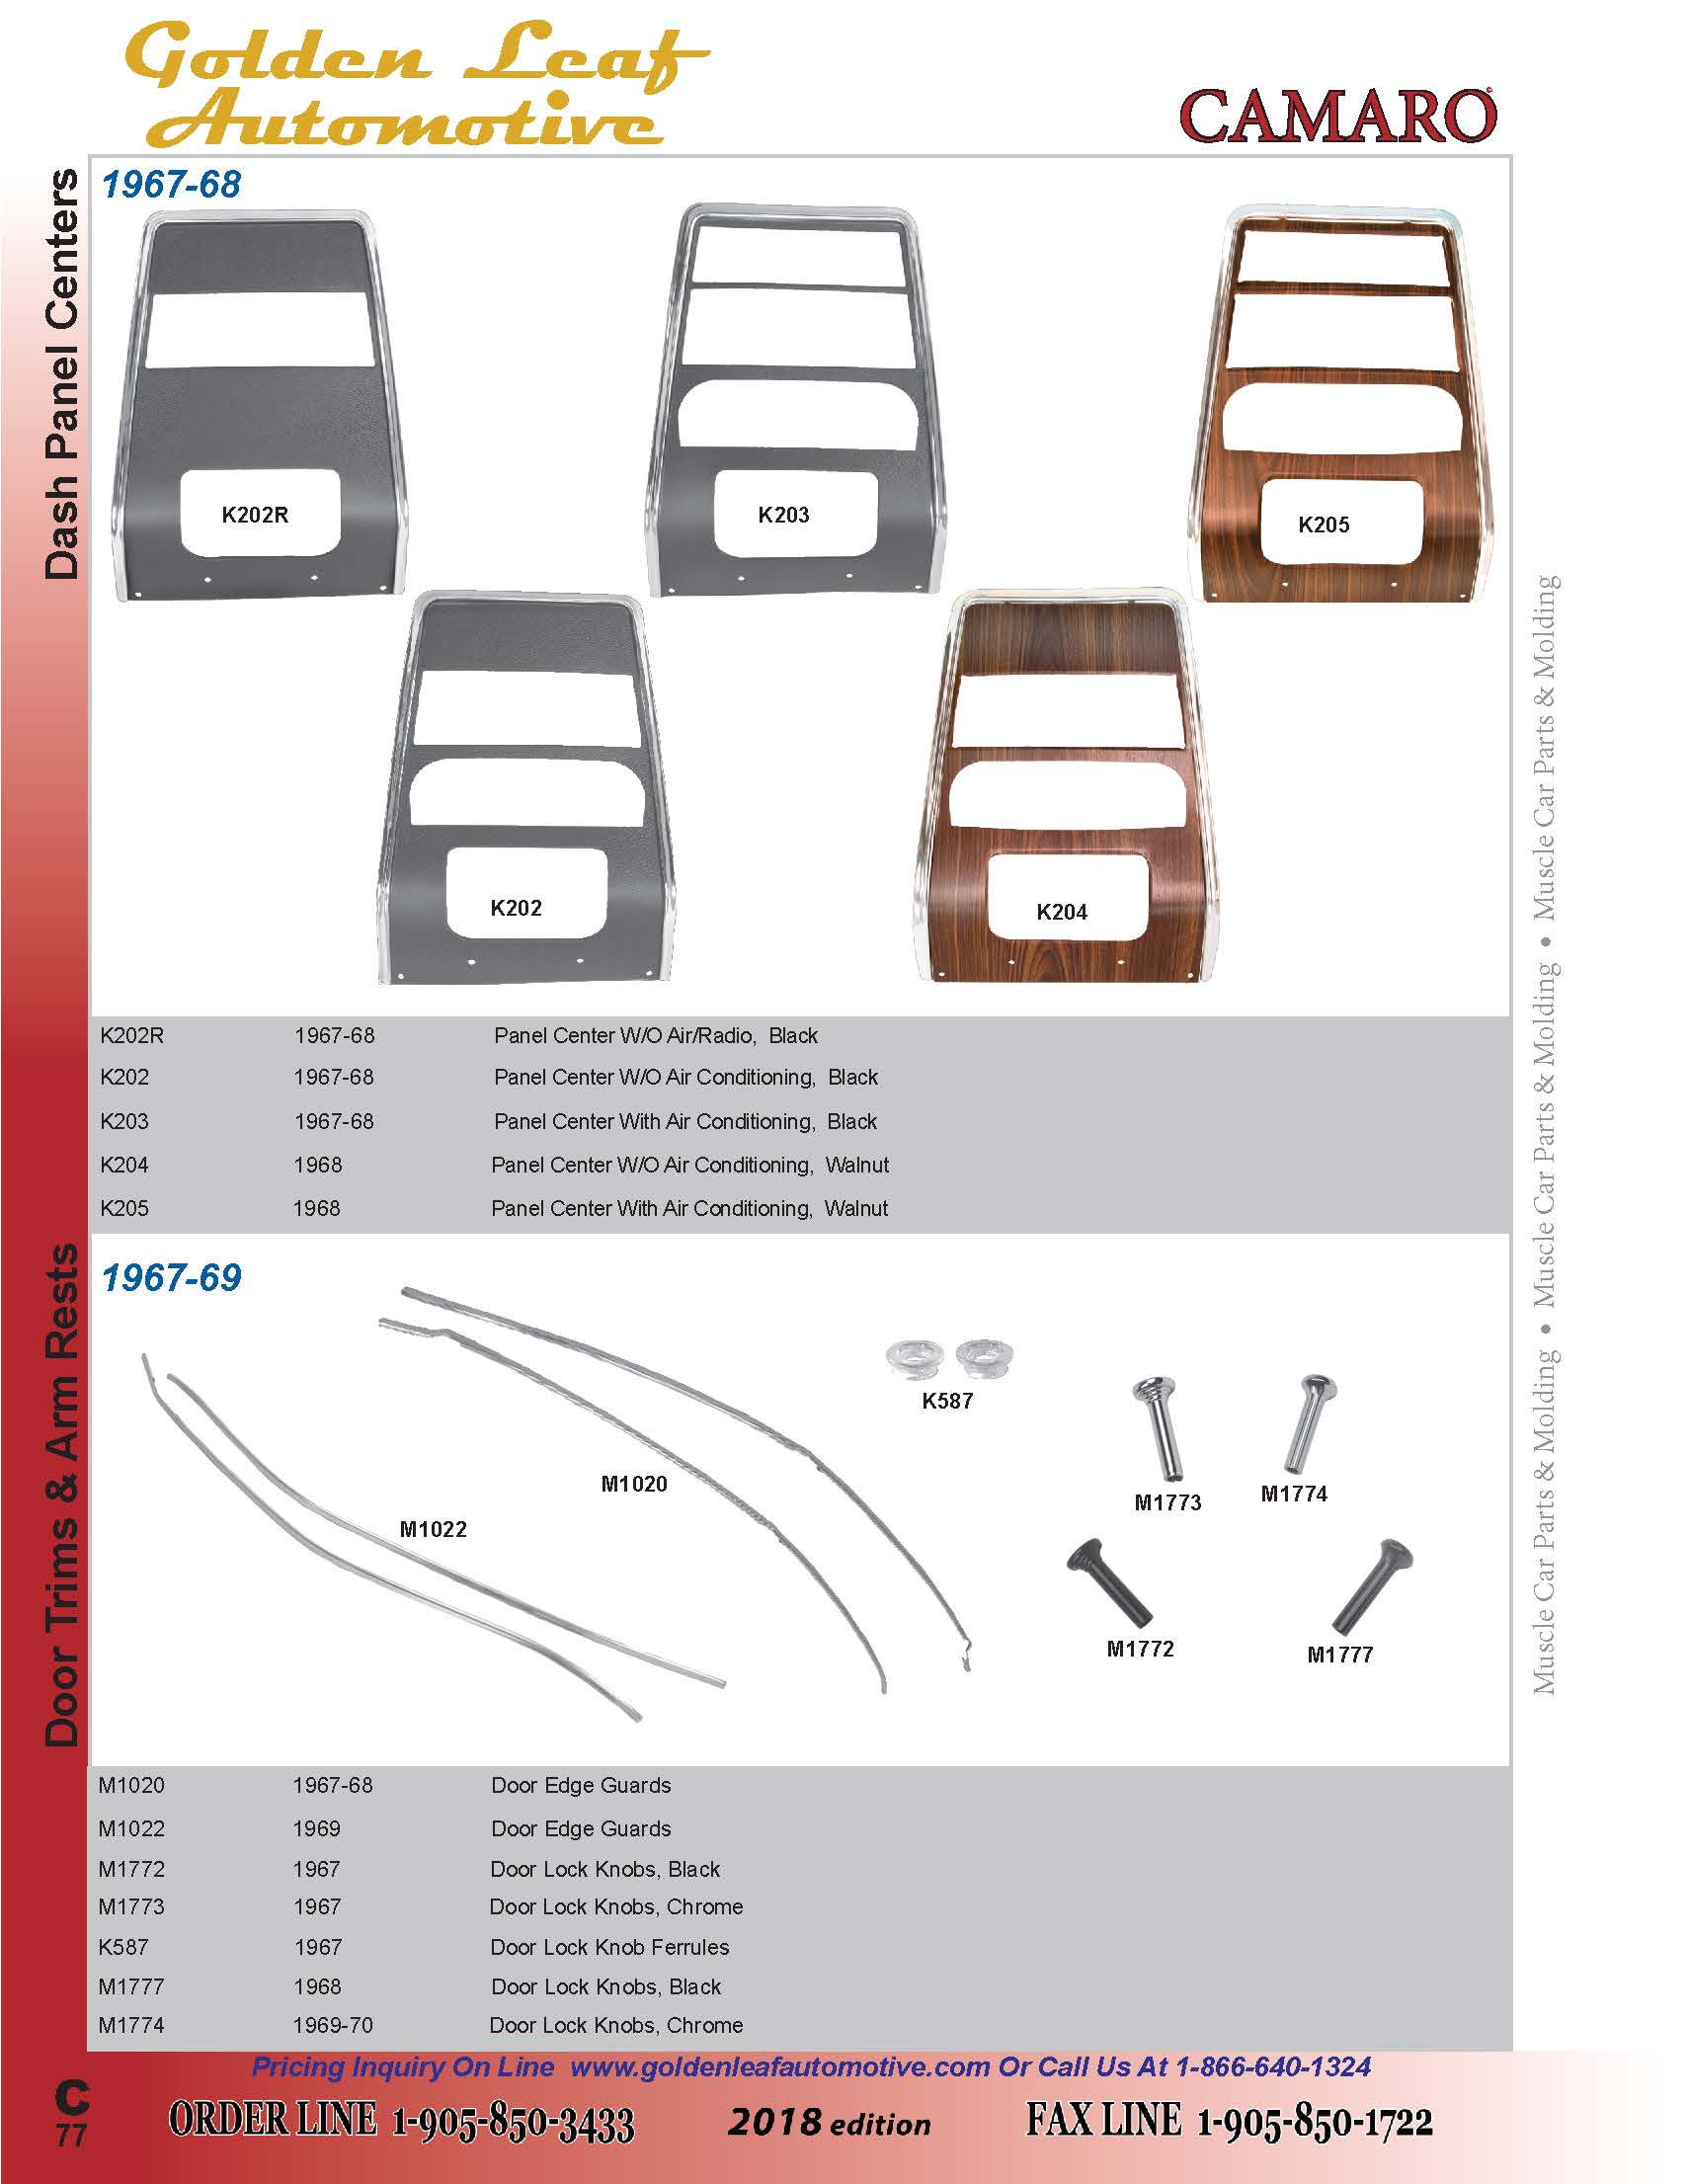 Golden Leaf
Automotive
CAMARO
Dash Panel Centers
1967-68
K202R
K203
K205
K202
K204
K202R 1967-68 Panel Center W/O Air/Radio, Black
K202 1967-68 Panel Center W/O Air Conditioning, Black
K203 1967-68 Panel Center With Air Conditioning, Black
K204 1968 Panel Center W/O Air Conditioning, Walnut
K205 1968 Panel Center With Air Conditioning, Walnut
Door Trims & Arm Rests
1967-69
K587
M1020
M1773
M1774
M1022
M1772
M1777
M1020 1967-68 Door Edge Guards
M1022 1969 Door Edge Guards
M1772 1967 Door Lock Knobs, Black
M1773 1967 Door Lock Knobs, Chrome
K587 1967 Door Lock Knob Ferrules
M1777 1968 Door Lock Knobs, Black
M1774 1969-70 Door Lock Knobs, Chrome
Muscle Car Parts & Molding • Muscle Car Parts & Molding • Muscle Car Parts & Molding
Pricing Inquiry On Line www.goldenleafautomotive.com Or Call Us At 1-866-640-1324
C
77
ORDER LINE 1-905-850-3433 2018 edition FAX LINE 1-905-850-1722